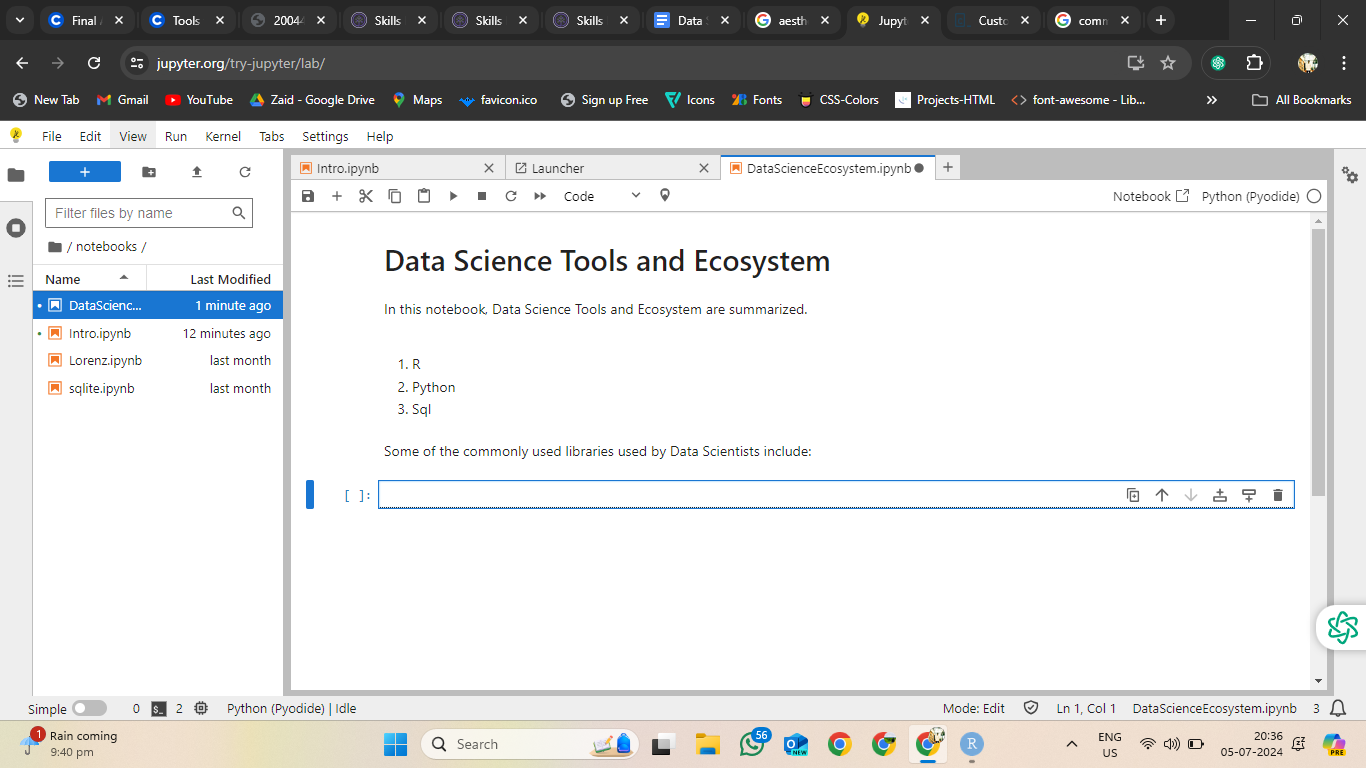 Final A
Tools
2004
Skills
Skills
Skills
Data S
aesth
Jupyt
Custo
comm
jupyter.org/try-jupyter/lab/
New Tab
Gmail
YouTube
Zaid - Google Drive
Maps
favicon.ico
Sign up Free
Icons
Fonts
CSS-Colors
Projects-HTML
font-awesome - Lib...
All Bookmarks
File Edit View Run Kernel Tabs Settings Help
Filter files by name
/ notebooks /
Name Last Modified
DataScienc... 1 minute ago
Intro.ipynb 12 minutes ago
Lorenz.ipynb last month
sqlite.ipynb last month
Intro.ipynb
Launcher
DataScienceEcosystem.ipynb
Code
Notebook
Python (Pyodide)
Data Science Tools and Ecosystem
In this notebook, Data Science Tools and Ecosystem are summarized.
1. R
2. Python
3. Sql
Some of the commonly used libraries used by Data Scientists include:
[ ]:
Simple 0 2 Python (Pyodide) | Idle
Mode: Edit Ln 1, Col 1 DataScienceEcosystem.ipynb 3
1
Rain coming
9:40 pm
Search
56
NEW
R
ENG
US
20:36
05-07-2024
PRE